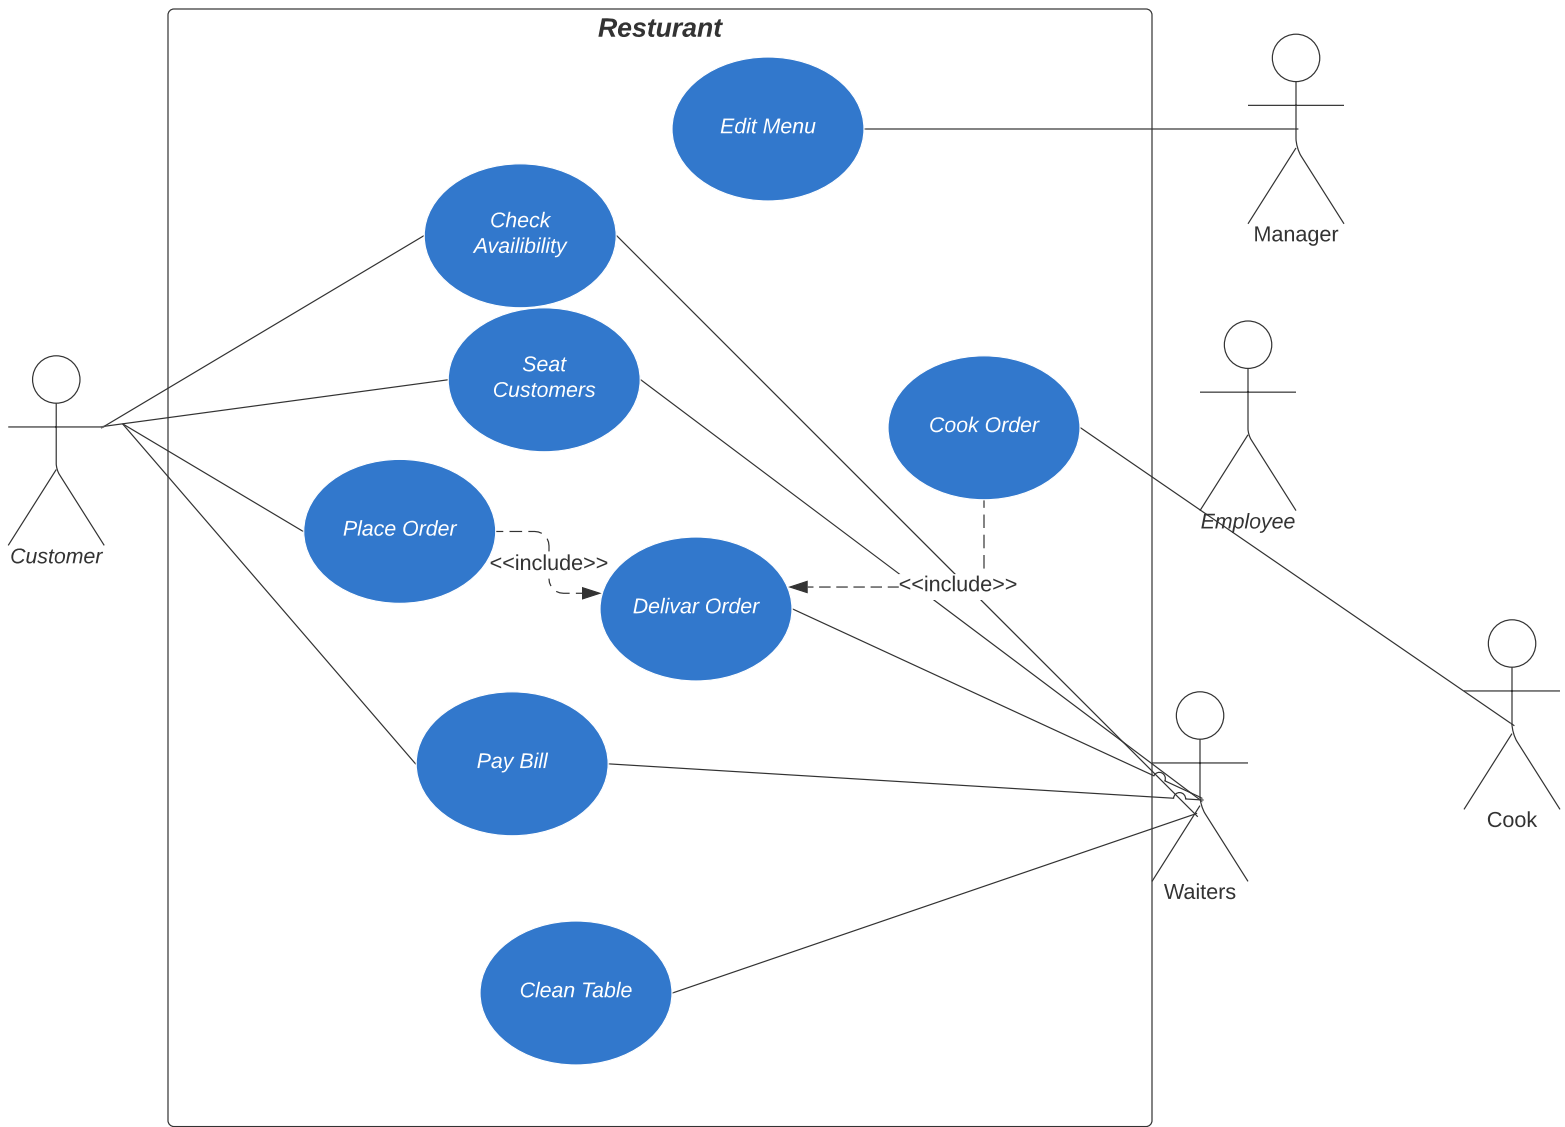 Resturant
Edit Menu
Manager
Check
Availibility
Seat
Customers
Cook Order
Employee
Customer
Place Order
<<include>>
<<include>>
Delivar Order
Pay Bill
Cook
Waiters
Clean Table